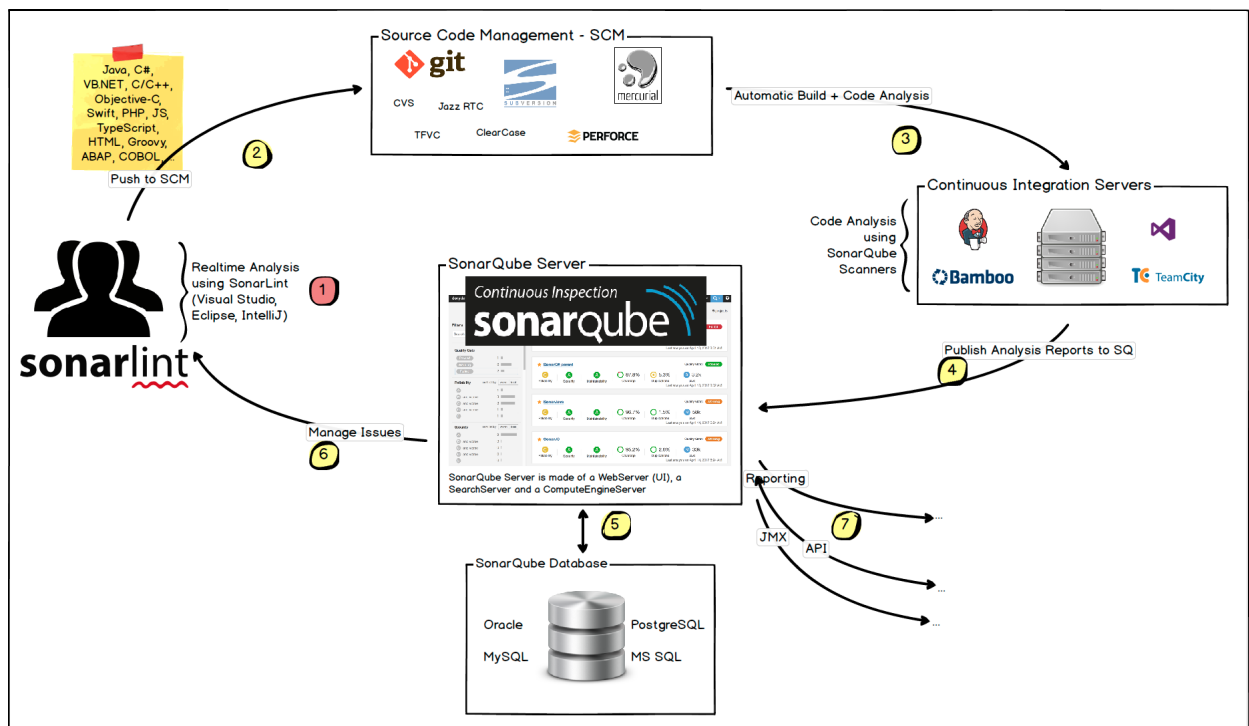 Source Code Management - SCM
git
SUBVERSION
mercurial
CVS
Jazz RTC
TFVC
ClearCase
PERFORCE
Java, C#,
VB.NET, C/C++,
Objective-C,
Swift, PHP, JS,
TypeScript,
HTML, Groovy,
ABAP, COBOL, ...
2
Push to SCM
Automatic Build + Code Analysis
3
Continuous Integration Servers
Code Analysis
using
SonarQube
Scanners
Bamboo
TC TeamCity
Realtime Analysis
using SonarLint
(Visual Studio,
Eclipse, IntelliJ)
1
sonarlint
SonarQube Server
Continuous Inspection
sonarqube
SonarQube Server is made of a WebServer (UI), a
SearchServer and a ComputeEngineServer
Publish Analysis Reports to SQ
4
Manage Issues
6
Reporting
...
7
JMX
API
...
...
5
SonarQube Database
Oracle
PostgreSQL
MySQL
MS SQL